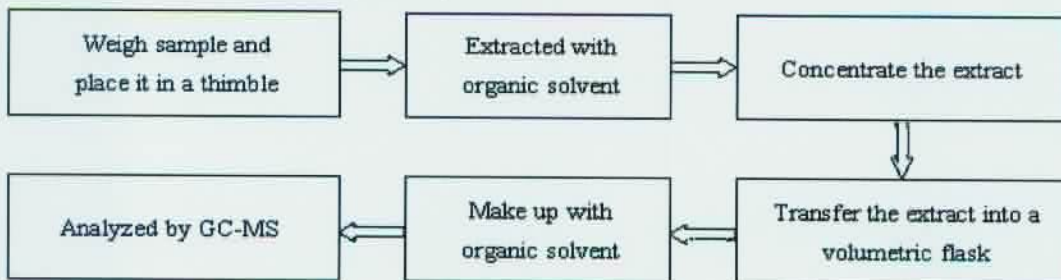 Weigh sample and
place it in a thimble
Extracted with
organic solvent
Concentrate the extract
Transfer the extract into a
volumetric flask
Make up with
organic solvent
Analyzed by GC-MS